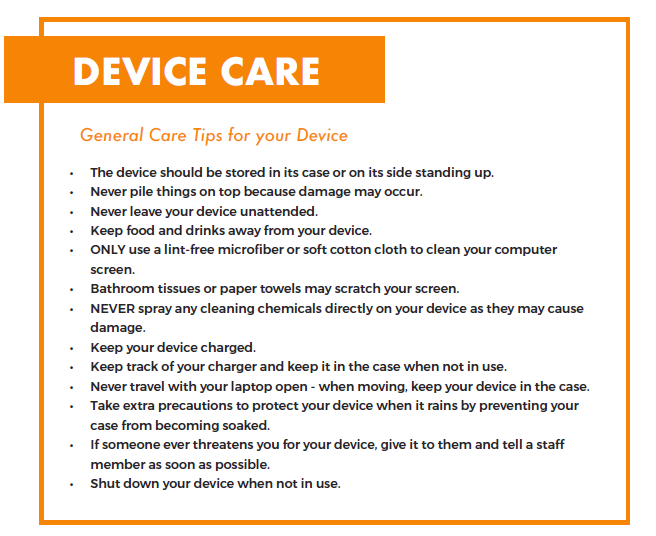 DEVICE CARE
General Care Tips for your Device
• The device should be stored in its case or on its side standing up.
• Never pile things on top because damage may occur.
• Never leave your device unattended.
• Keep food and drinks away from your device.
• ONLY use a lint-free microfiber or soft cotton cloth to clean your computer
screen.
• Bathroom tissues or paper towels may scratch your screen.
• NEVER spray any cleaning chemicals directly on your device as they may cause
damage.
• Keep your device charged.
• Keep track of your charger and keep it in the case when not in use.
• Never travel with your laptop open - when moving, keep your device in the case.
• Take extra precautions to protect your device when it rains by preventing your
case from becoming soaked.
• If someone ever threatens you for your device, give it to them and tell a staff
member as soon as possible.
• Shut down your device when not in use.